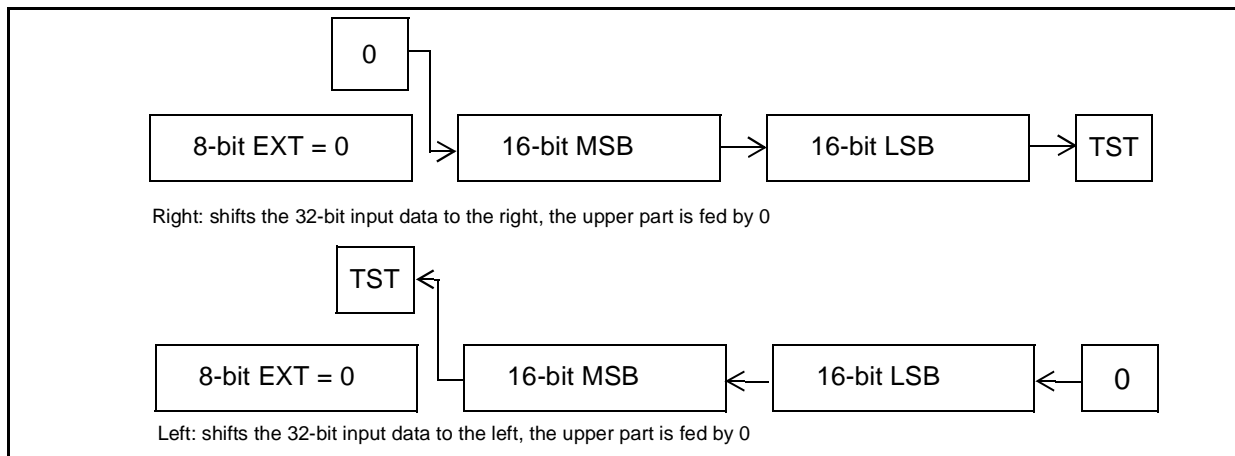 0
8-bit EXT = 0 16-bit MSB 16-bit LSB TST
Right: shifts the 32-bit input data to the right, the upper part is fed by 0
TST
8-bit EXT = 0 16-bit MSB 16-bit LSB 0
Left: shifts the 32-bit input data to the left, the upper part is fed by 0